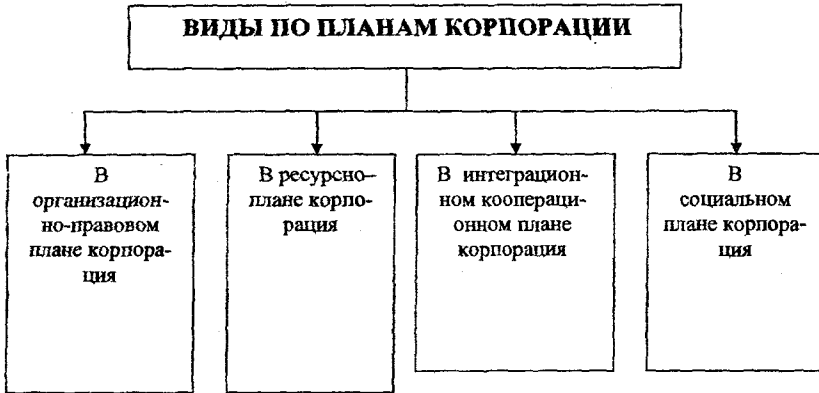 ВИДЫ ПО ПЛАНАМ КОРПОРАЦИИ
В
организацион-
но-правовом
плане корпора-
ция
В ресурсно–
плане корпо-
рация
В интеграцион-
ном коопераци-
онном плане
корпорация
В
социальном
плане корпора-
ция